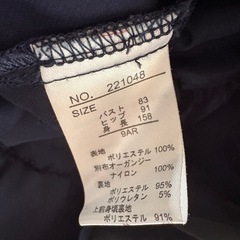 NO. 221048
SIZE
バスト 83
ヒップ 91
身長 158
9AR
表地
ポリエステル 100%
別布オーガンジー
ナイロン 100%
裏地
ポリエステル 95%
ポリウレタン 5%
上前身頃裏地
ポリエステル 91%